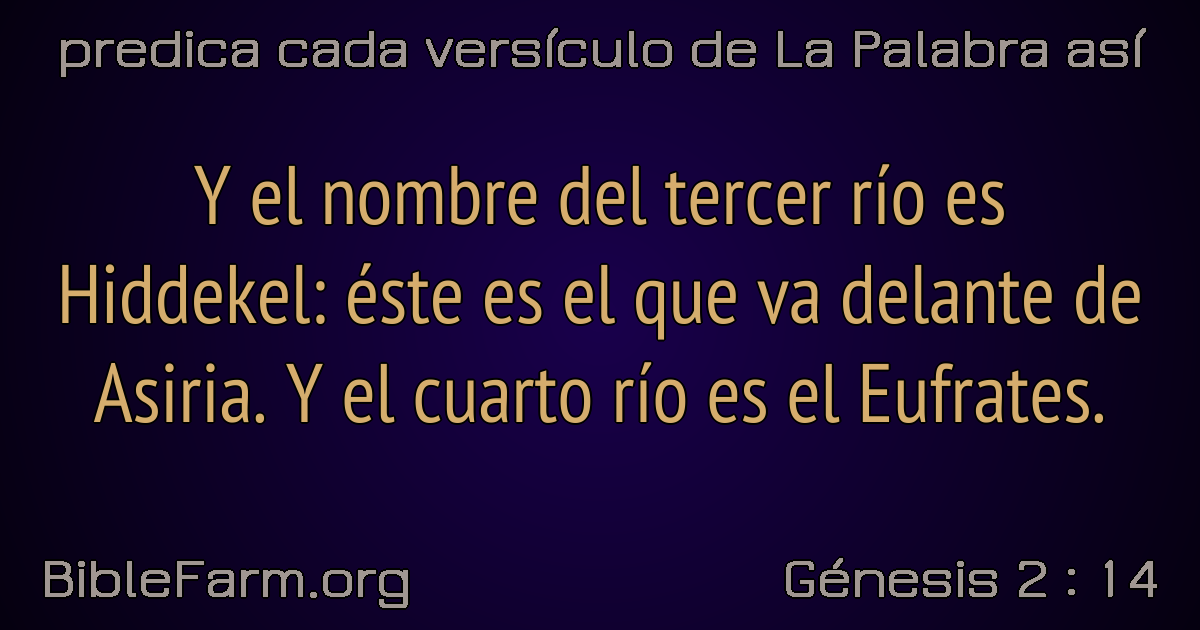 predica cada versículo de La Palabra así
Y el nombre del tercer río es
Hiddekel: éste es el que va delante de
Asiria. Y el cuarto río es el Eufrates.
BibleFarm.org
Génesis 2 : 14